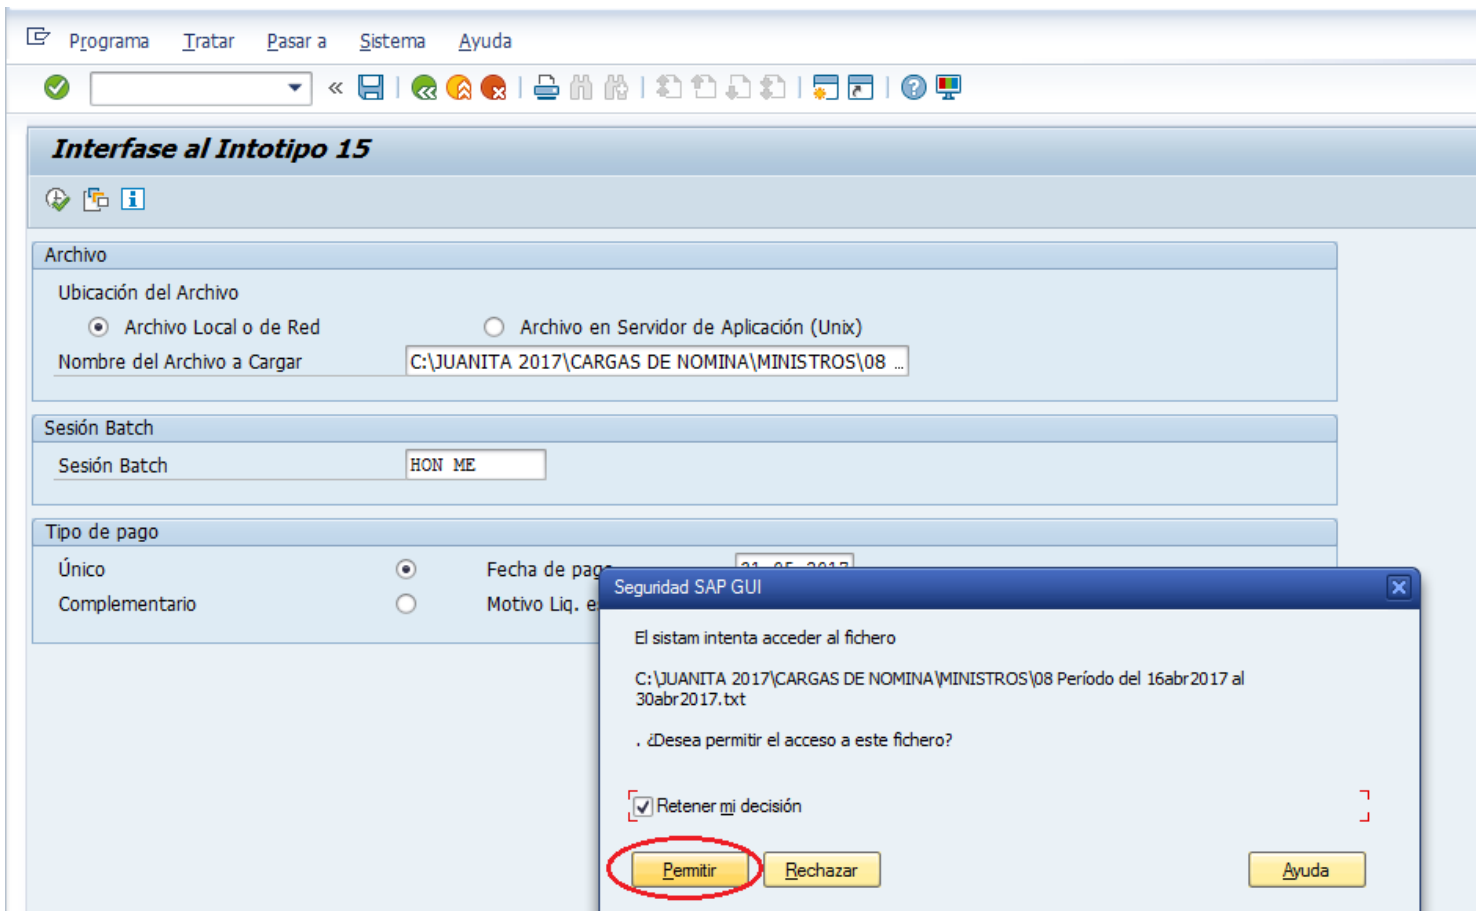 Programa Tratar Pasar a Sistema Ayuda
Interfase al Intotipo 15
Archivo
Ubicación del Archivo
Archivo Local o de Red Archivo en Servidor de Aplicación (Unix)
Nombre del Archivo a Cargar C:\JUANITA 2017\CARGAS DE NOMINA\MINISTROS\08 ...
Sesión Batch
Sesión Batch HON ME
Tipo de pago
Único Fecha de pago 31.05.2017
Complementario Motivo Liq. e
Seguridad SAP GUI
El sistam intenta acceder al fichero
C:\JUANITA 2017\CARGAS DE NOMINA\MINISTROS\08 Período del 16abr2017 al
30abr2017.txt
. ¿Desea permitir el acceso a este fichero?
Retener mi decisión
Permitir Rechazar Ayuda